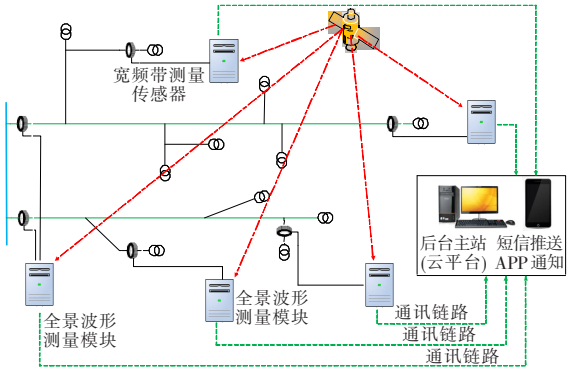 宽频带测量
传感器
后台主站 短信推送
(云平台) APP通知
全景波形
测量模块
全景波形
测量模块
通讯链路
通讯链路
通讯链路